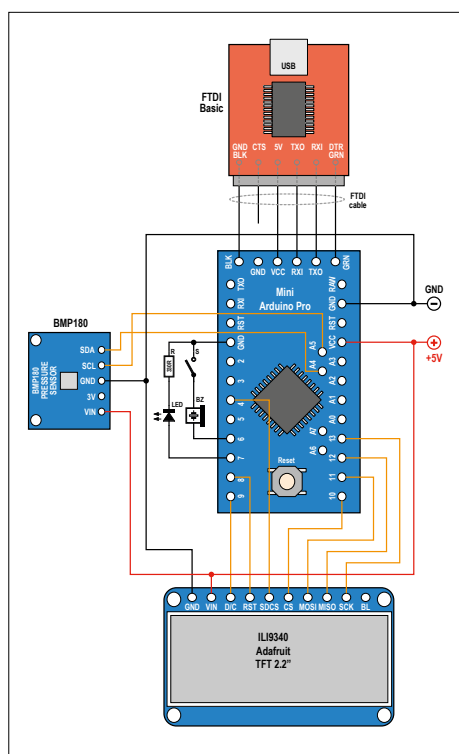 USB
FTDI
Basic
GND
BLK
CTS
5V
TXO
RXI
DTR
GRN
FTDI
cable
BLK
GND
VCC
RXI
TXO
GRN
Mini
Arduino Pro
TXO
RXI
RST
GND
2
3
4
5
6
7
8
9
RAW
GND
RST
VCC
A3
A2
A1
A0
13
12
11
10
A5
A4
A7
A6
Reset
GND
+5V
BMP180
BMP180
PRESSURE
SENSOR
SDA
SCL
GND
3V
VIN
R
330R
S
LED
BZ
GND
VIN
D/C
RST
SDCS
CS
MOSI
MISO
SCK
BL
ILI9340
Adafruit
TFT 2.2”